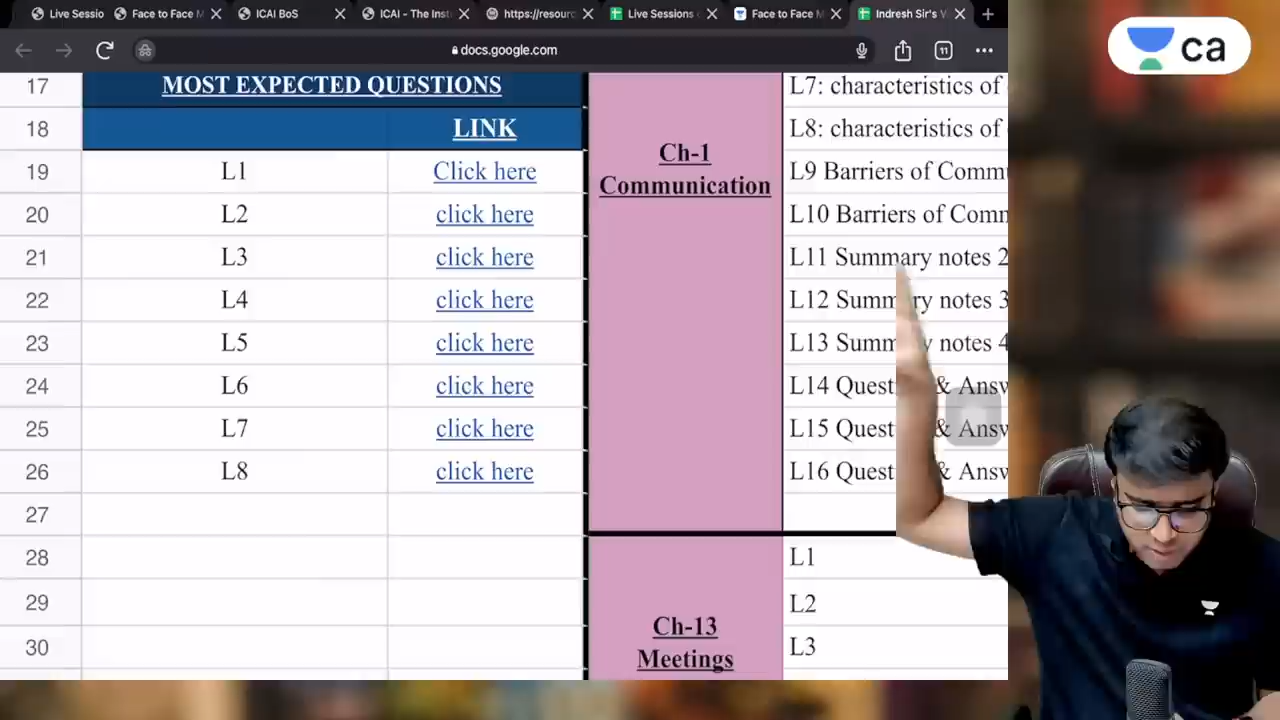 Live Sessio
Face to Face M
ICAI BoS
ICAI - The Inst
https://resourc
Live Sessions
Face to Face M
Indresh Sir's V
docs.google.com
11
ca
17
MOST EXPECTED QUESTIONS
L7: characteristics of
18
LINK
L8: characteristics of
Ch-1
Communication
19
L1
Click here
L9 Barriers of Commu
20
L2
click here
L10 Barriers of Comm
21
L3
click here
L11 Summary notes 2
22
L4
click here
L12 Summary notes 3
23
L5
click here
L13 Summary notes 4
24
L6
click here
L14 Quest & Answ
25
L7
click here
L15 Quest & Answ
26
L8
click here
L16 Quest & Answ
27
28
L1
29
L2
Ch-13
Meetings
30
L3